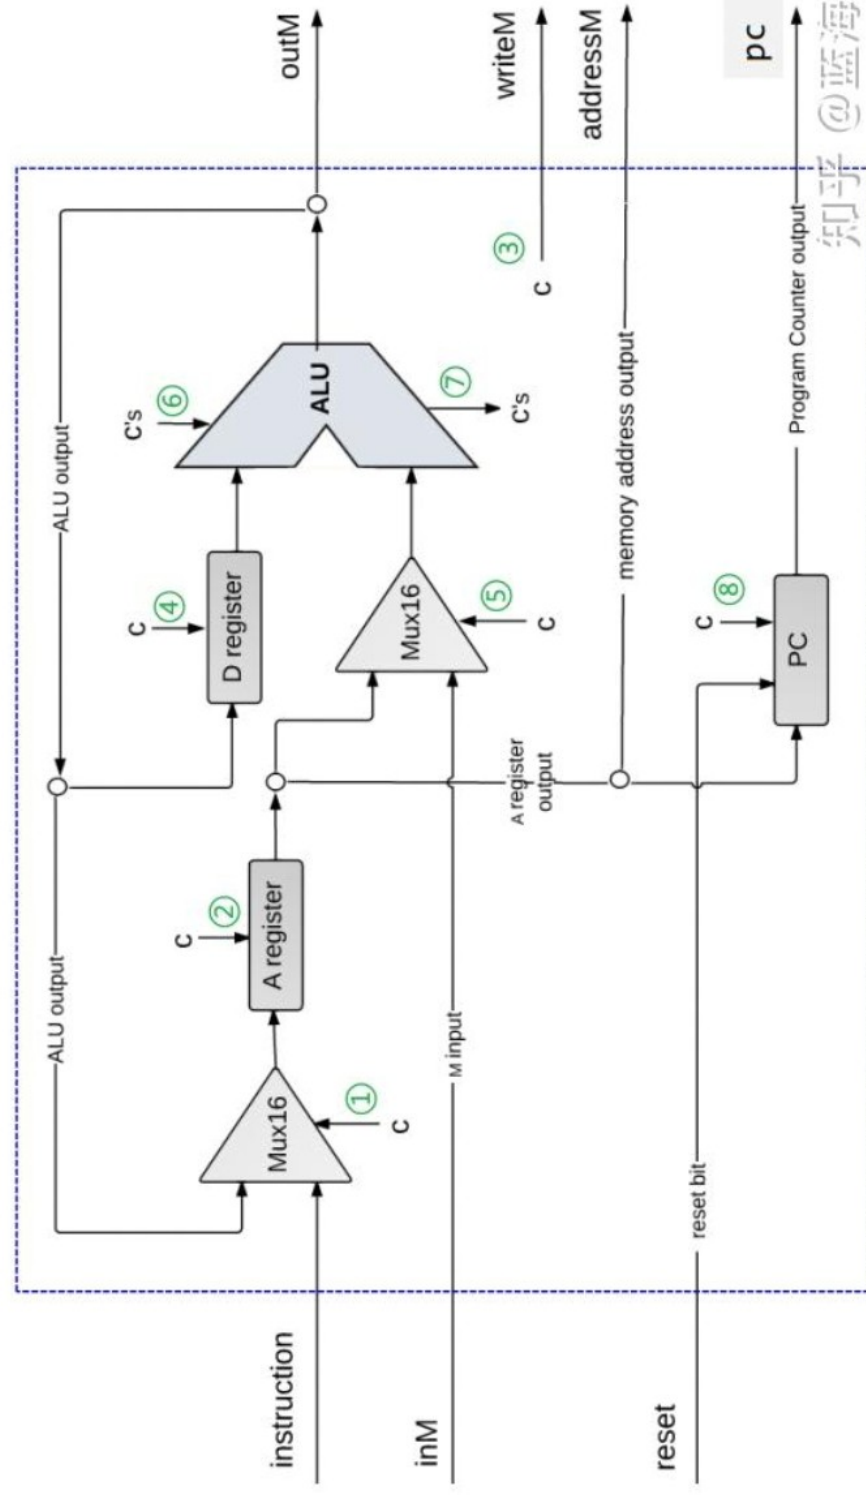 ALU output
ALU output
C ④
C's ⑥
outM
C ②
D register
ALU
instruction
Mux16
A register
Mux16
① C
⑤ C
⑦ C's
C ③
writeM
inM
M input
A register
output
memory address output
addressM
reset
reset bit
C ⑧
PC
Program Counter output
pc
知乎 @蓝海